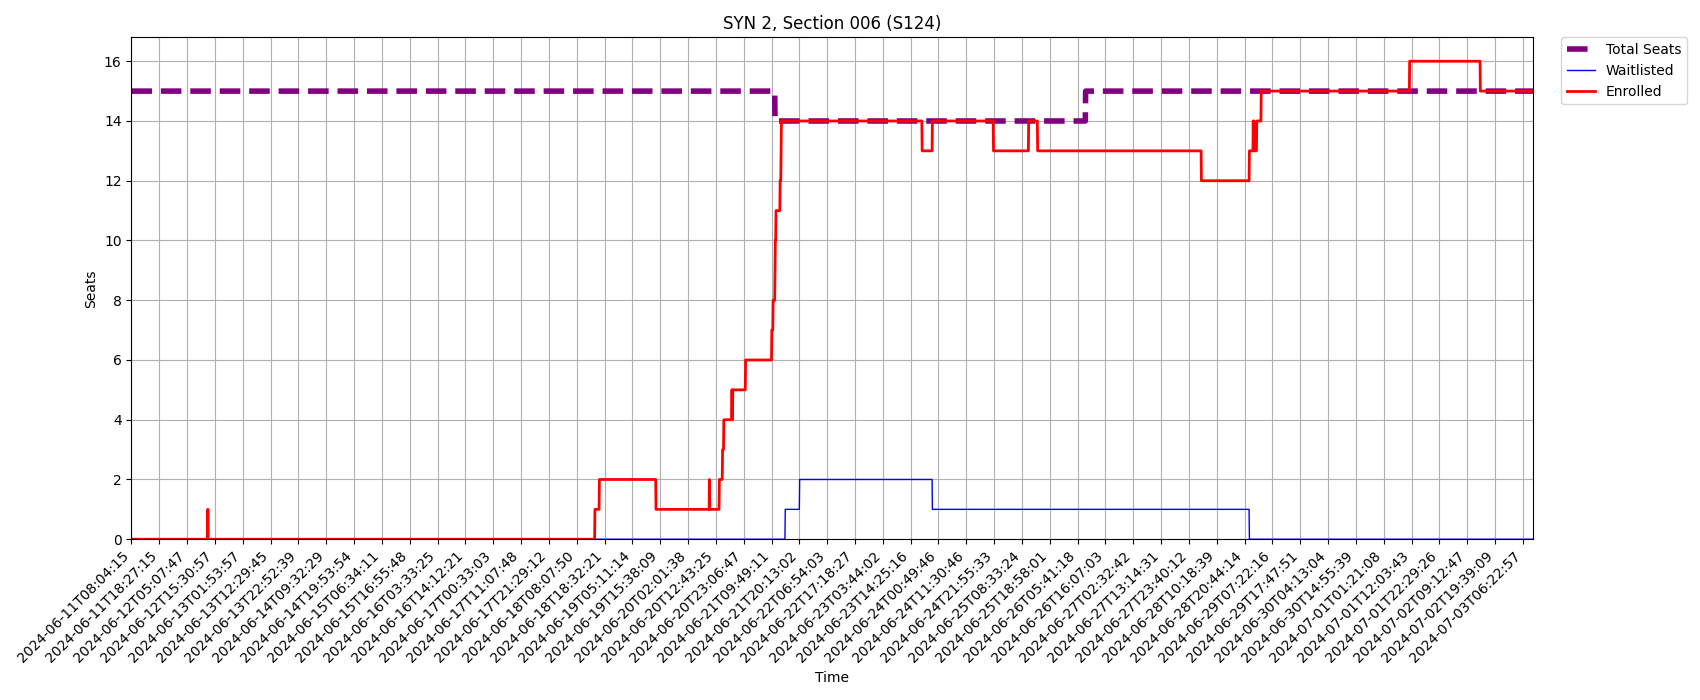 SYN 2, Section 006 (S124)
Total Seats
Waitlisted
Enrolled
16
14
12
10
8
6
4
2
0
Seats
2024-06-11T08:04:15
2024-06-11T18:27:15
2024-06-12T05:07:47
2024-06-12T15:30:57
2024-06-13T01:53:57
2024-06-13T12:29:45
2024-06-13T22:52:39
2024-06-14T09:32:29
2024-06-14T19:53:54
2024-06-15T06:34:11
2024-06-15T16:55:48
2024-06-16T03:33:25
2024-06-16T14:12:21
2024-06-17T00:33:03
2024-06-17T11:07:48
2024-06-17T21:29:12
2024-06-18T08:07:50
2024-06-18T18:32:21
2024-06-19T05:11:14
2024-06-19T15:38:09
2024-06-20T02:01:38
2024-06-20T12:43:25
2024-06-20T23:06:47
2024-06-21T09:49:11
2024-06-21T20:13:02
2024-06-22T06:54:03
2024-06-22T17:18:27
2024-06-23T03:44:02
2024-06-23T14:25:16
2024-06-24T00:49:46
2024-06-24T11:30:46
2024-06-24T21:55:33
2024-06-25T08:33:24
2024-06-25T18:58:01
2024-06-26T05:41:18
2024-06-26T16:07:03
2024-06-27T02:32:42
2024-06-27T13:14:31
2024-06-27T23:40:12
2024-06-28T10:18:39
2024-06-28T20:44:14
2024-06-29T07:22:16
2024-06-29T17:47:51
2024-06-30T04:13:04
2024-06-30T14:55:39
2024-07-01T01:21:08
2024-07-01T12:03:43
2024-07-01T22:29:26
2024-07-02T09:12:47
2024-07-02T19:39:09
2024-07-03T06:22:57
Time